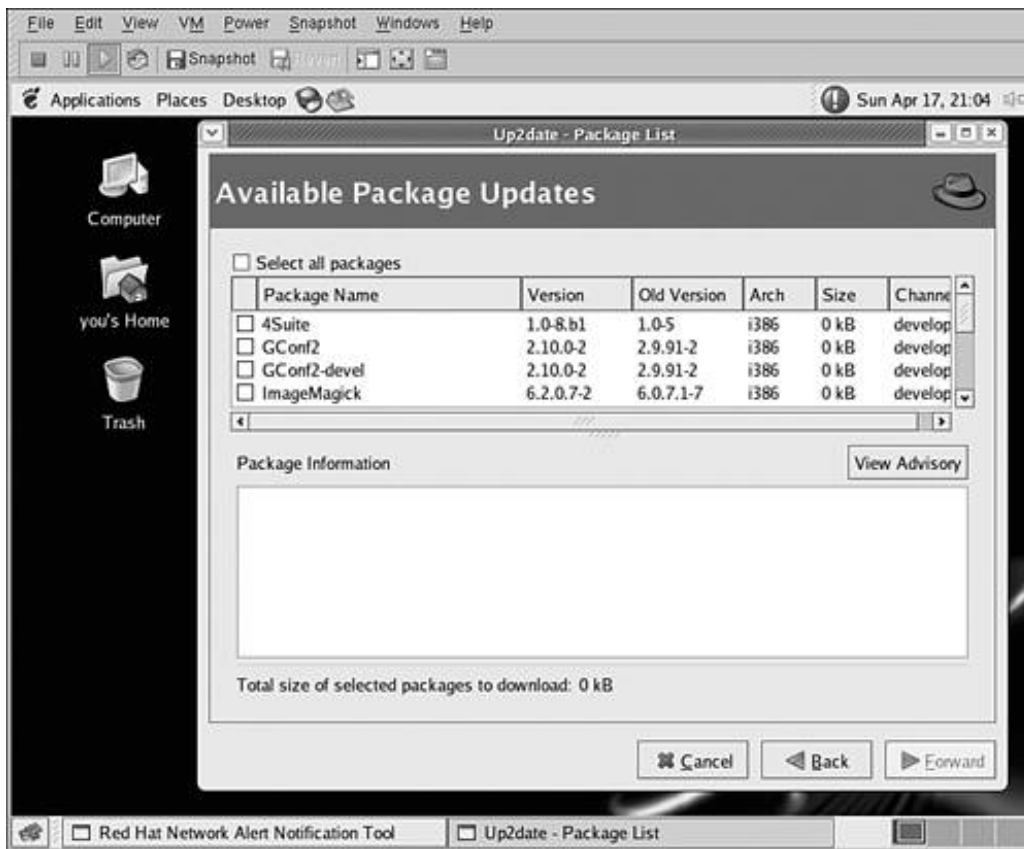 File Edit View VM Power Snapshot Windows Help
Snapshot
Applications Places Desktop Sun Apr 17, 21:04
Up2date - Package List
Available Package Updates
Computer
you's Home
Trash
Select all packages
Package Name Version Old Version Arch Size Channe
4Suite 1.0-8.b1 1.0-5 i386 0 kB develop
GConf2 2.10.0-2 2.9.91-2 i386 0 kB develop
GConf2-devel 2.10.0-2 2.9.91-2 i386 0 kB develop
ImageMagick 6.2.0.7-2 6.0.7.1-7 i386 0 kB develop
Package Information View Advisory
Total size of selected packages to download: 0 kB
Cancel Back Forward
Red Hat Network Alert Notification Tool Up2date - Package List